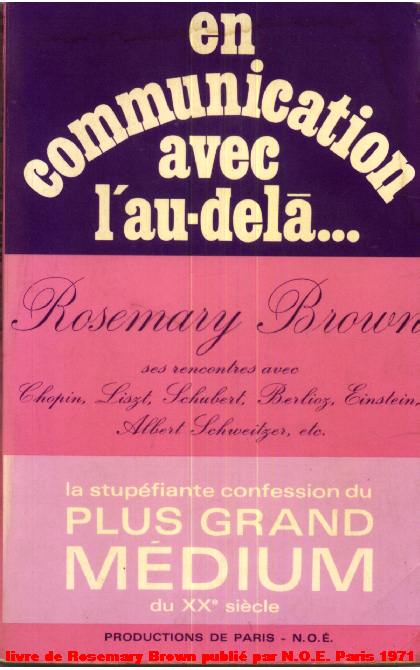 en
communication
avec
l'au-delà...
Rosemary Brown
ses rencontres avec
Chopin, Liszt, Schubert, Berlioz, Einstein,
Albert Schweitzer, etc.
la stupéfiante confession du
PLUS GRAND
MÉDIUM
du XXe siècle
PRODUCTIONS DE PARIS - N.O.É.
livre de Rosemary Brown publié par N.O.E. Paris 1971